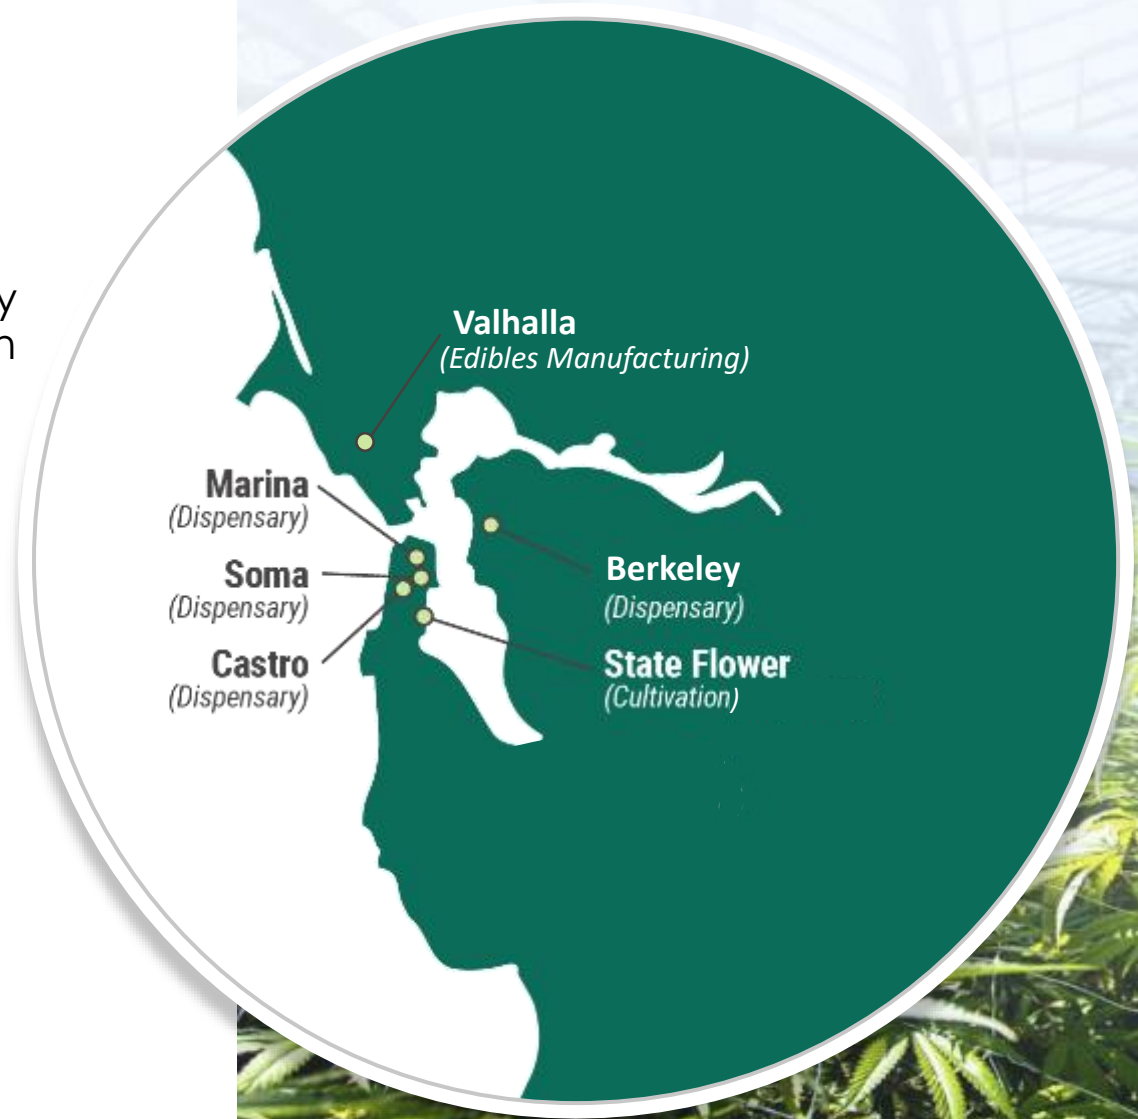 y
n
Valhalla
(Edibles Manufacturing)
Marina
(Dispensary)
Soma
(Dispensary)
Castro
(Dispensary)
Berkeley
(Dispensary)
State Flower
(Cultivation)